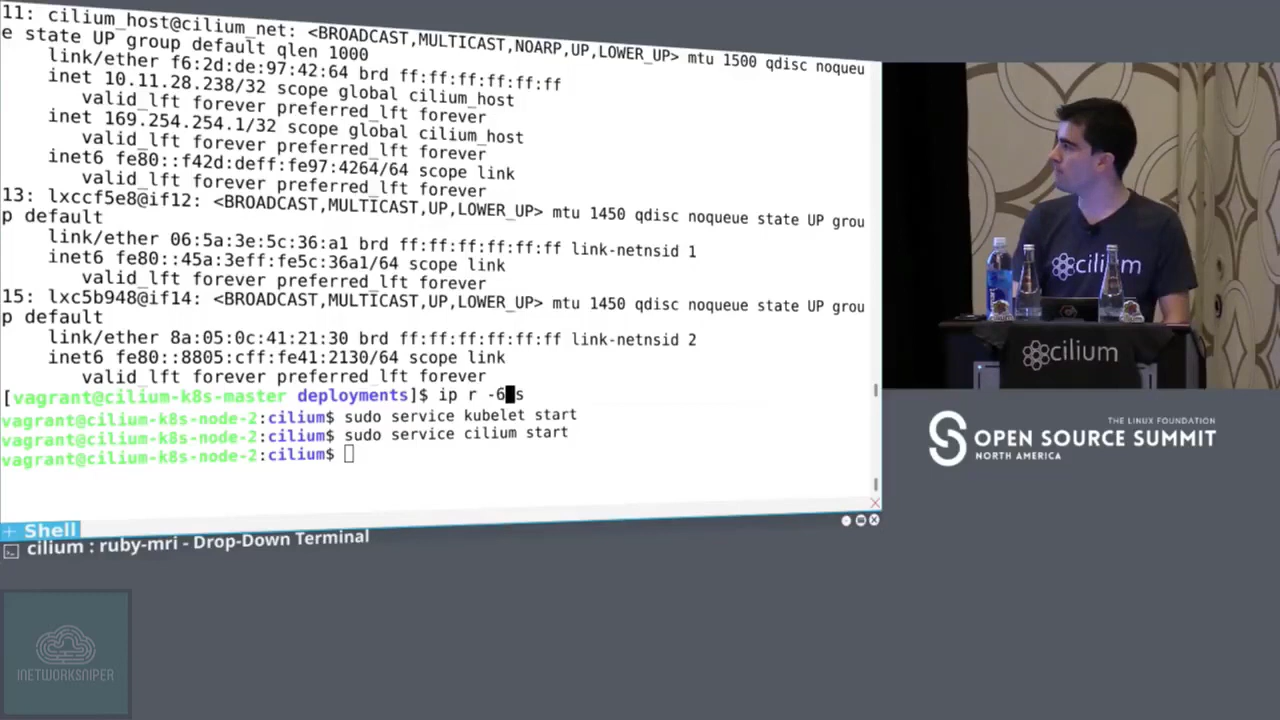 11: cilium_host@cilium_net: <BROADCAST,MULTICAST,NOARP,UP,LOWER_UP> mtu 1500 qdisc noqueu
e state UP group default qlen 1000
link/ether f6:2d:de:97:42:64 brd ff:ff:ff:ff:ff:ff
inet 10.11.28.238/32 scope global cilium_host
valid_lft forever preferred_lft forever
inet 169.254.254.1/32 scope global cilium_host
valid_lft forever preferred_lft forever
inet6 fe80::f42d:deff:fe97:4264/64 scope link
valid_lft forever preferred_lft forever
13: lxccf5e8@if12: <BROADCAST,MULTICAST,UP,LOWER_UP> mtu 1450 qdisc noqueue state UP grou
p default
link/ether 06:5a:3e:5c:36:a1 brd ff:ff:ff:ff:ff:ff link-netnsid 1
inet6 fe80::45a:3eff:fe5c:36a1/64 scope link
valid_lft forever preferred_lft forever
15: lxc5b948@if14: <BROADCAST,MULTICAST,UP,LOWER_UP> mtu 1450 qdisc noqueue state UP grou
p default
link/ether 8a:05:0c:41:21:30 brd ff:ff:ff:ff:ff:ff link-netnsid 2
inet6 fe80::8805:cff:fe41:2130/64 scope link
valid_lft forever preferred_lft forever
[vagrant@cilium-k8s-master deployments]$ ip r -6 s
vagrant@cilium-k8s-node-2:cilium$ sudo service kubelet start
vagrant@cilium-k8s-node-2:cilium$ sudo service cilium start
vagrant@cilium-k8s-node-2:cilium$
+ Shell
cilium : ruby-mri - Drop-Down Terminal
cilium
cilium
THE LINUX FOUNDATION
OPEN SOURCE SUMMIT
NORTH AMERICA
INETWORKSNIPER